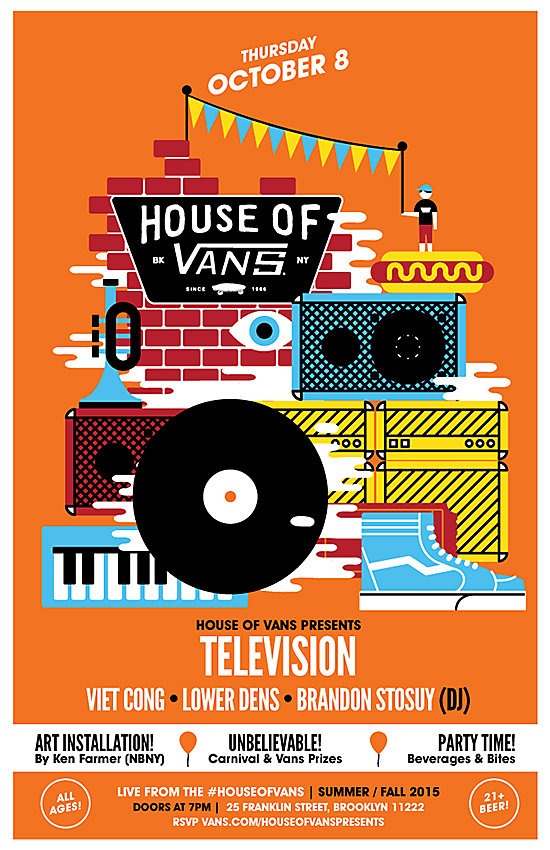 THURSDAY
OCTOBER 8
HOUSE OF
BK VANS. NY
SINCE 1966
HOUSE OF VANS PRESENTS
TELEVISION
VIET CONG • LOWER DENS • BRANDON STOSUY (DJ)
ART INSTALLATION!
By Ken Farmer (NBNY)
UNBELIEVABLE!
Carnival & Vans Prizes
PARTY TIME!
Beverages & Bites
ALL
AGES!
LIVE FROM THE #HOUSEOFVANS | SUMMER / FALL 2015
DOORS AT 7PM | 25 FRANKLIN STREET, BROOKLYN 11222
RSVP VANS.COM/HOUSEOFVANSPRESENTS
21+
BEER!